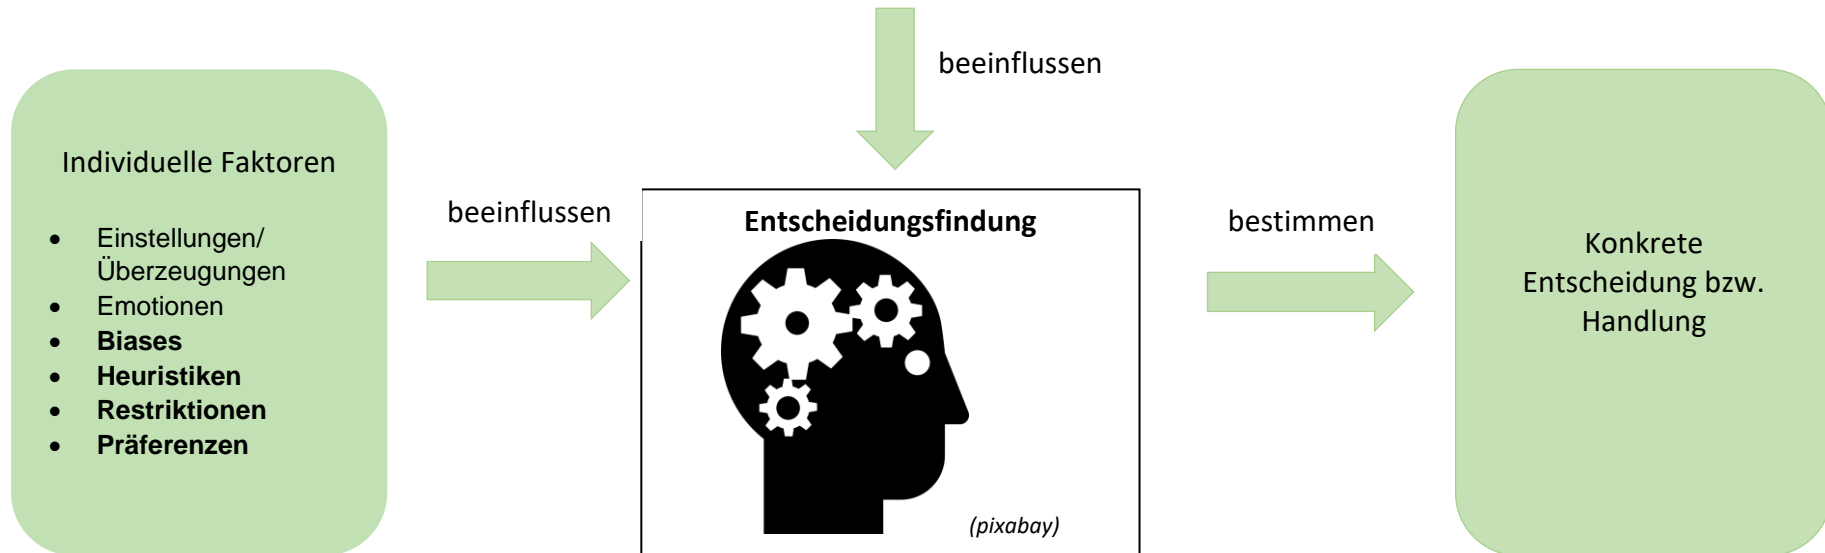 beeinflussen
Individuelle Faktoren
• Einstellungen/
Überzeugungen
• Emotionen
• Biases
• Heuristiken
• Restriktionen
• Präferenzen
beeinflussen
Entscheidungsfindung
(pixabay)
bestimmen
Konkrete
Entscheidung bzw.
Handlung